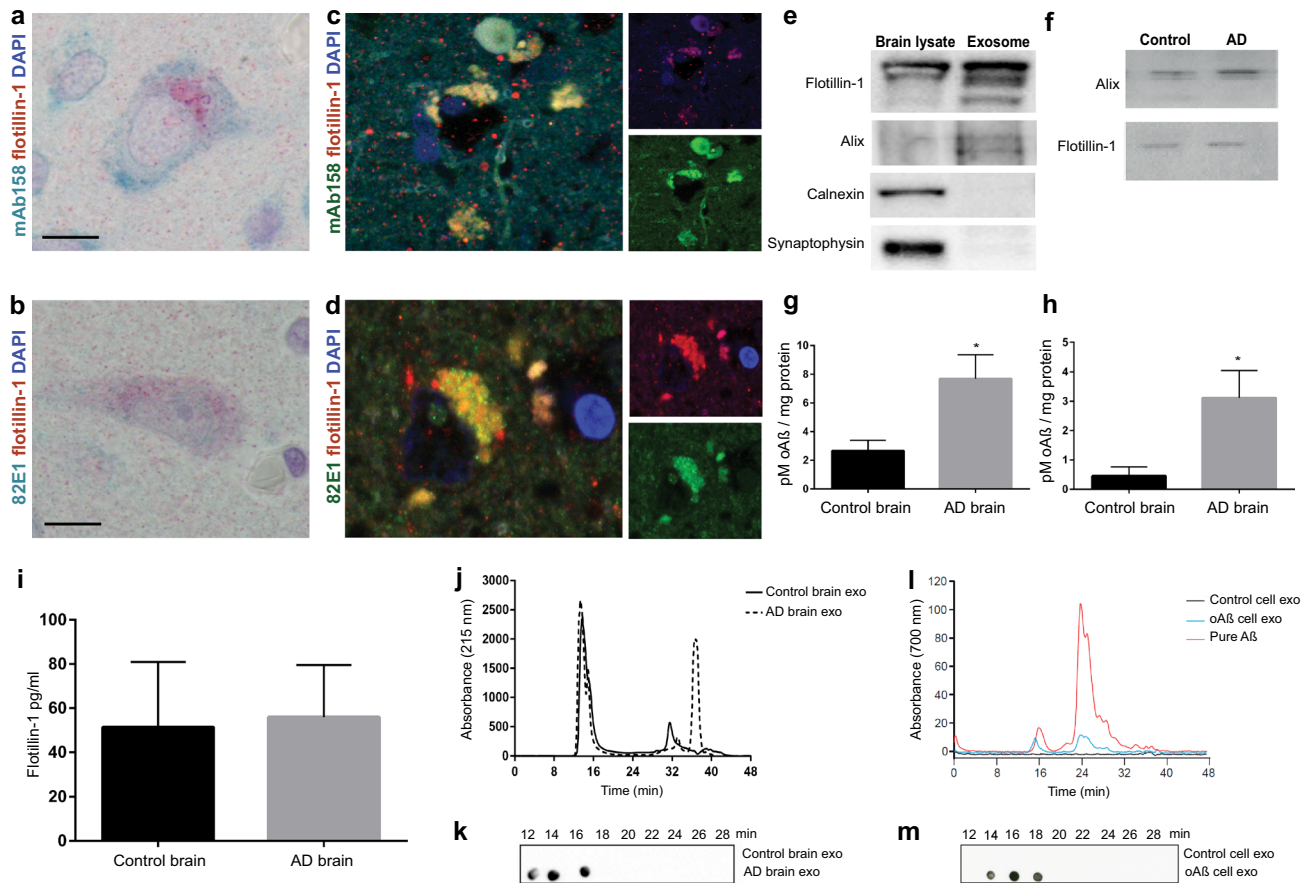 a
mAb158 flotillin-1 DAPI
b
82E1 flotillin-1 DAPI
c
mAb158 flotillin-1 DAPI
d
82E1 flotillin-1 DAPI
e
Brain lysate Exosome
Flotillin-1
Alix
Calnexin
Synaptophysin
f
Control AD
Alix
Flotillin-1
g
pM oAß / mg protein
10
8
6
4
2
0
Control brain AD brain
*
h
pM oAß / mg protein
5
4
3
2
1
0
Control brain AD brain
*
i
Flotillin-1 pg/ml
100
80
60
40
20
0
Control brain AD brain
j
Absorbance (215 nm)
3000
2500
2000
1500
1000
500
0
0 8 16 24 32 40 48
Time (min)
Control brain exo
AD brain exo
k
12 14 16 18 20 22 24 26 28 min
Control brain exo
AD brain exo
l
Absorbance (700 nm)
120
100
80
60
40
20
0
0 8 16 24 32 40 48
Time (min)
Control cell exo
oAß cell exo
Pure Aß
m
12 14 16 18 20 22 24 26 28 min
Control cell exo
oAß cell exo